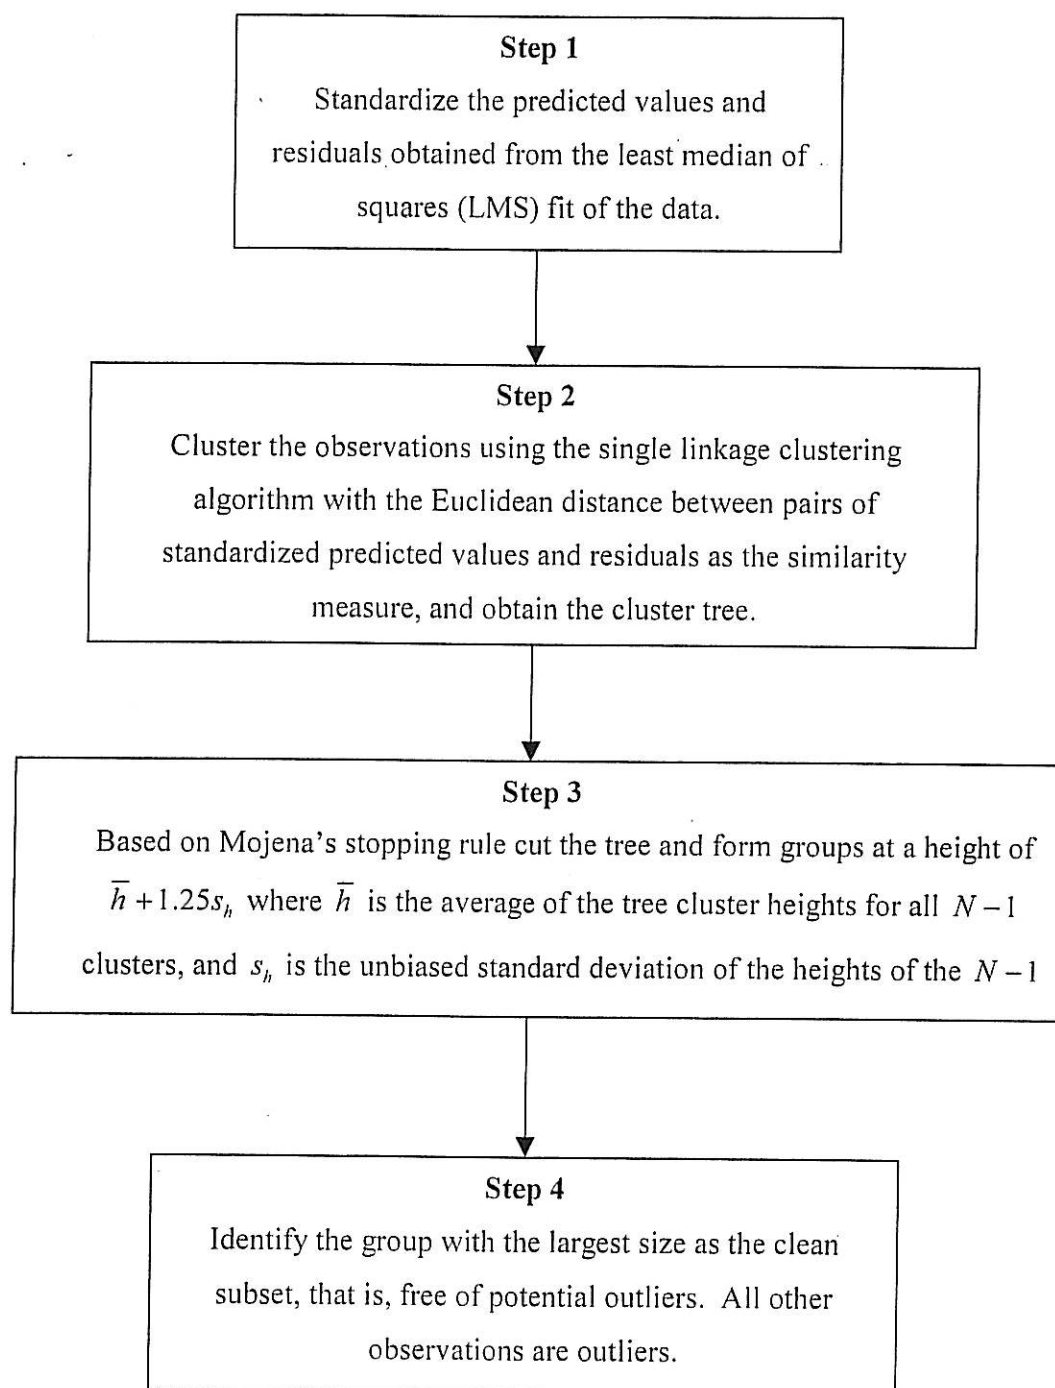 Step 1
Standardize the predicted values and
residuals obtained from the least median of
squares (LMS) fit of the data.
Step 2
Cluster the observations using the single linkage clustering
algorithm with the Euclidean distance between pairs of
standardized predicted values and residuals as the similarity
measure, and obtain the cluster tree.
Step 3
Based on Mojena's stopping rule cut the tree and form groups at a height of
h̅ + 1.25sₕ where h̅ is the average of the tree cluster heights for all N − 1
clusters, and sₕ is the unbiased standard deviation of the heights of the N − 1
Step 4
Identify the group with the largest size as the clean
subset, that is, free of potential outliers. All other
observations are outliers.